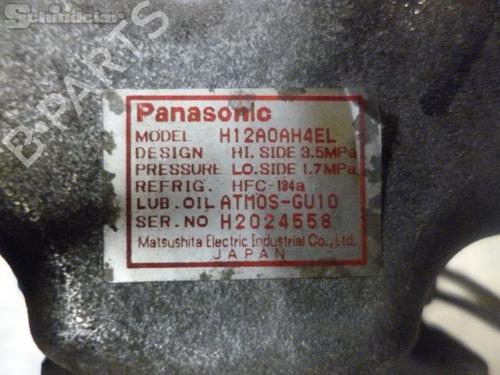 Schindelar
B-PARTS
Panasonic
MODEL H12A0AH4EL
DESIGN HI. SIDE 3.5MPa
PRESSURE LO. SIDE 1.7MPa
REFRIG. HFC-134a
LUB. OIL ATMOS-GU10
SER. NO H2024558
Matsushita Electric Industrial Co., Ltd.
JAPAN